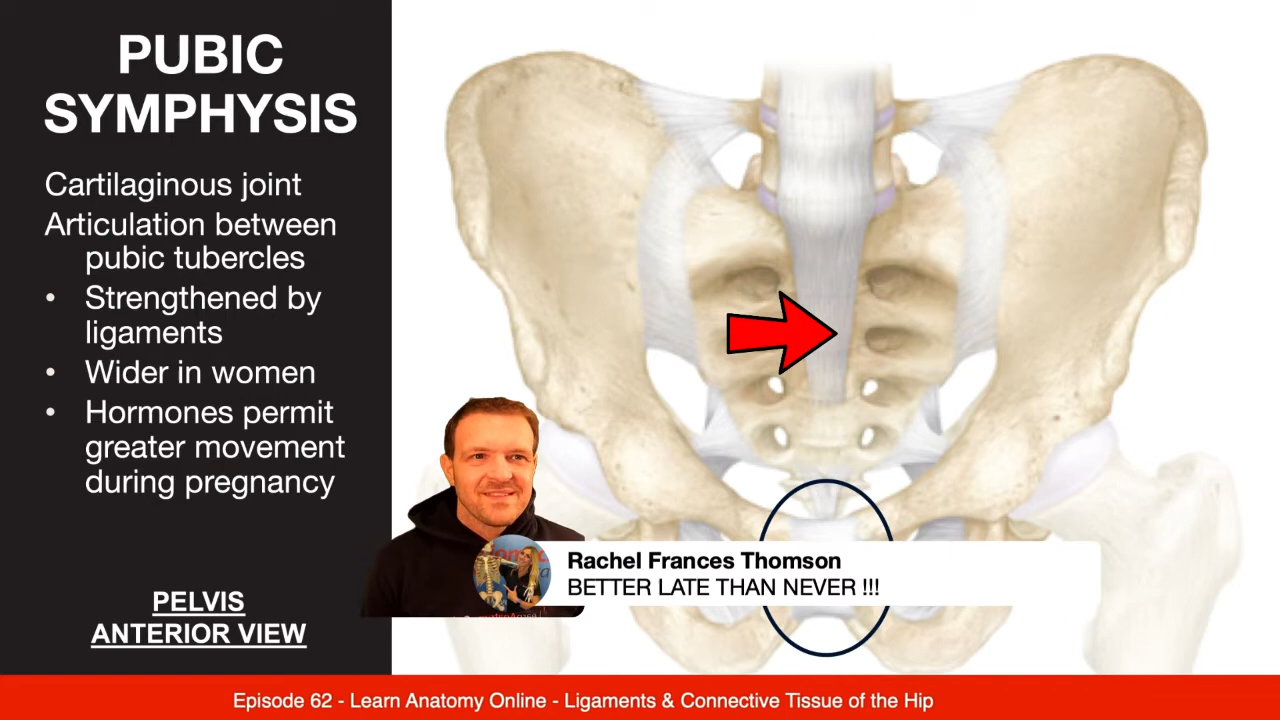 PUBIC
SYMPHYSIS
Cartilaginous joint
Articulation between
pubic tubercles
• Strengthened by
ligaments
• Wider in women
• Hormones permit
greater movement
during pregnancy
PELVIS
ANTERIOR VIEW
Rachel Frances Thomson
BETTER LATE THAN NEVER !!!
Episode 62 - Learn Anatomy Online - Ligaments & Connective Tissue of the Hip